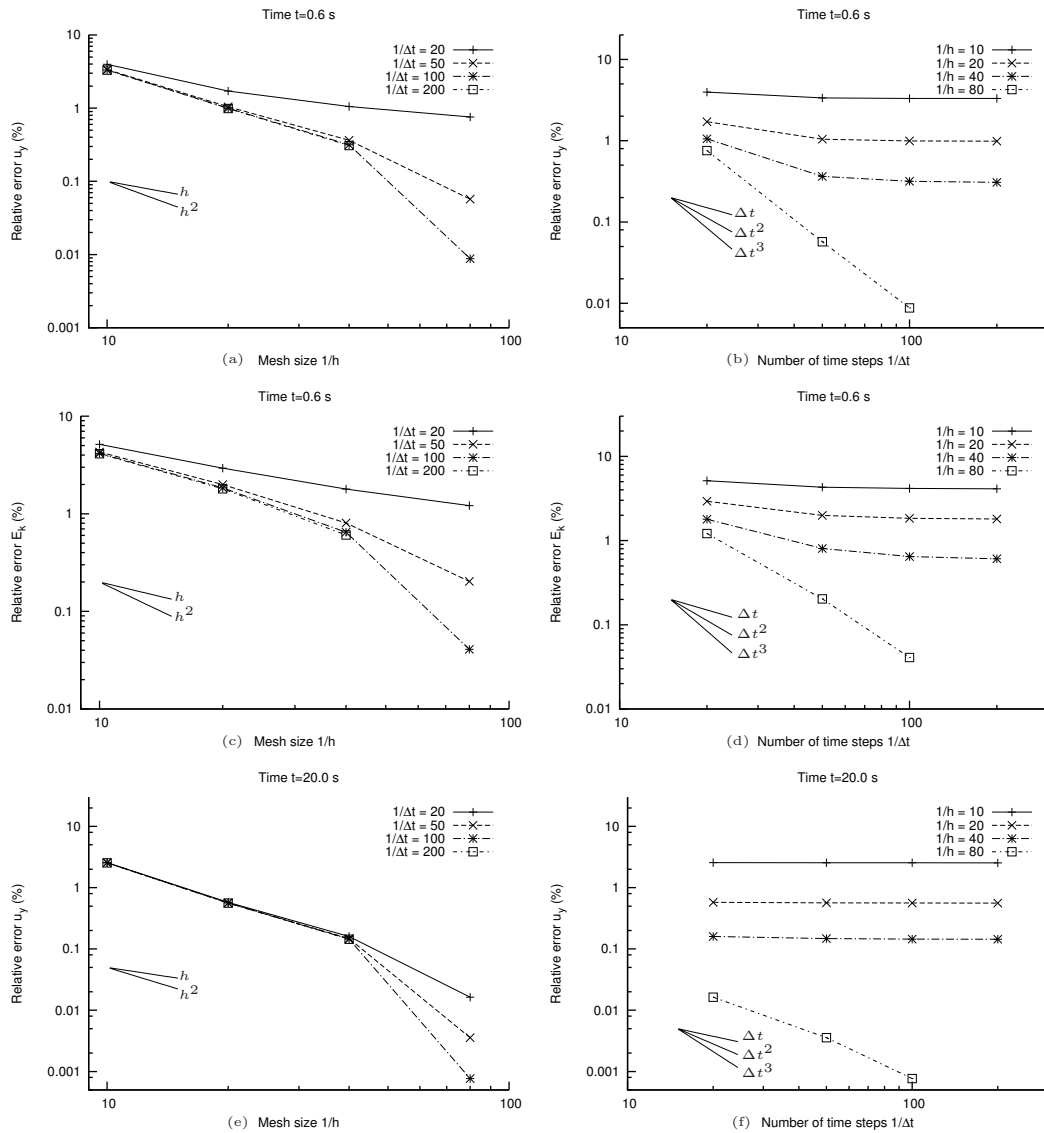 Time t=0.6 s
Relative error u_y (%)
10
1
0.1
0.01
0.001
1/Δt = 20
1/Δt = 50
1/Δt = 100
1/Δt = 200
h
h^2
10
100
(a) Mesh size 1/h
Time t=0.6 s
Relative error u_y (%)
10
1
0.1
0.01
1/h = 10
1/h = 20
1/h = 40
1/h = 80
Δt
Δt^2
Δt^3
10
100
(b) Number of time steps 1/Δt
Time t=0.6 s
Relative error E_k (%)
10
1
0.1
0.01
1/Δt = 20
1/Δt = 50
1/Δt = 100
1/Δt = 200
h
h^2
10
100
(c) Mesh size 1/h
Time t=0.6 s
Relative error E_k (%)
10
1
0.1
0.01
1/h = 10
1/h = 20
1/h = 40
1/h = 80
Δt
Δt^2
Δt^3
10
100
(d) Number of time steps 1/Δt
Time t=20.0 s
Relative error u_y (%)
10
1
0.1
0.01
0.001
1/Δt = 20
1/Δt = 50
1/Δt = 100
1/Δt = 200
h
h^2
10
100
(e) Mesh size 1/h
Time t=20.0 s
Relative error u_y (%)
10
1
0.1
0.01
0.001
1/h = 10
1/h = 20
1/h = 40
1/h = 80
Δt
Δt^2
Δt^3
10
100
(f) Number of time steps 1/Δt